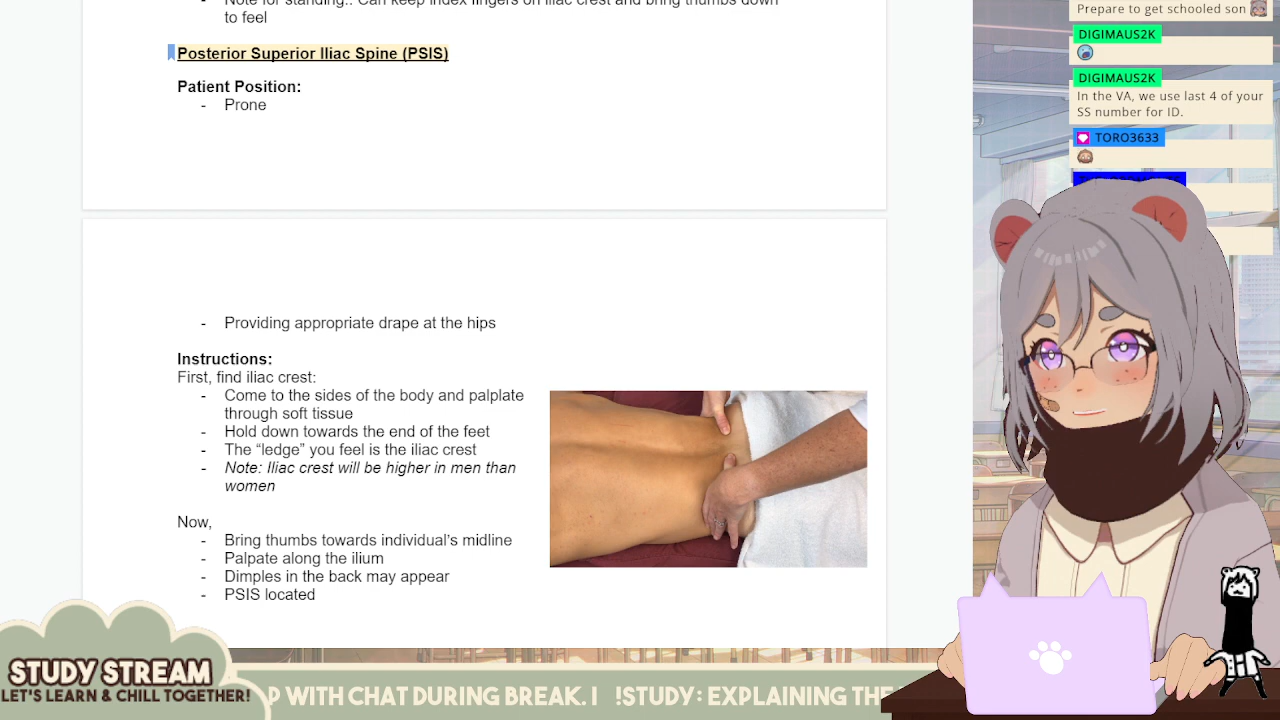 Note for standing.. Can keep index fingers on iliac crest and bring thumbs down
to feel
Posterior Superior Iliac Spine (PSIS)
Patient Position:
- Prone
- Providing appropriate drape at the hips
Instructions:
First, find iliac crest:
- Come to the sides of the body and palplate
through soft tissue
- Hold down towards the end of the feet
- The “ledge” you feel is the iliac crest
- Note: Iliac crest will be higher in men than
women
Now,
- Bring thumbs towards individual’s midline
- Palpate along the ilium
- Dimples in the back may appear
- PSIS located
Prepare to get schooled son
DIGIMAUS2K
DIGIMAUS2K
In the VA, we use last 4 of your
SS number for ID.
TORO3633
STUDY STREAM
LET'S LEARN & CHILL TOGETHER!
P WITH CHAT DURING BREAK. | !STUDY: EXPLAINING THE